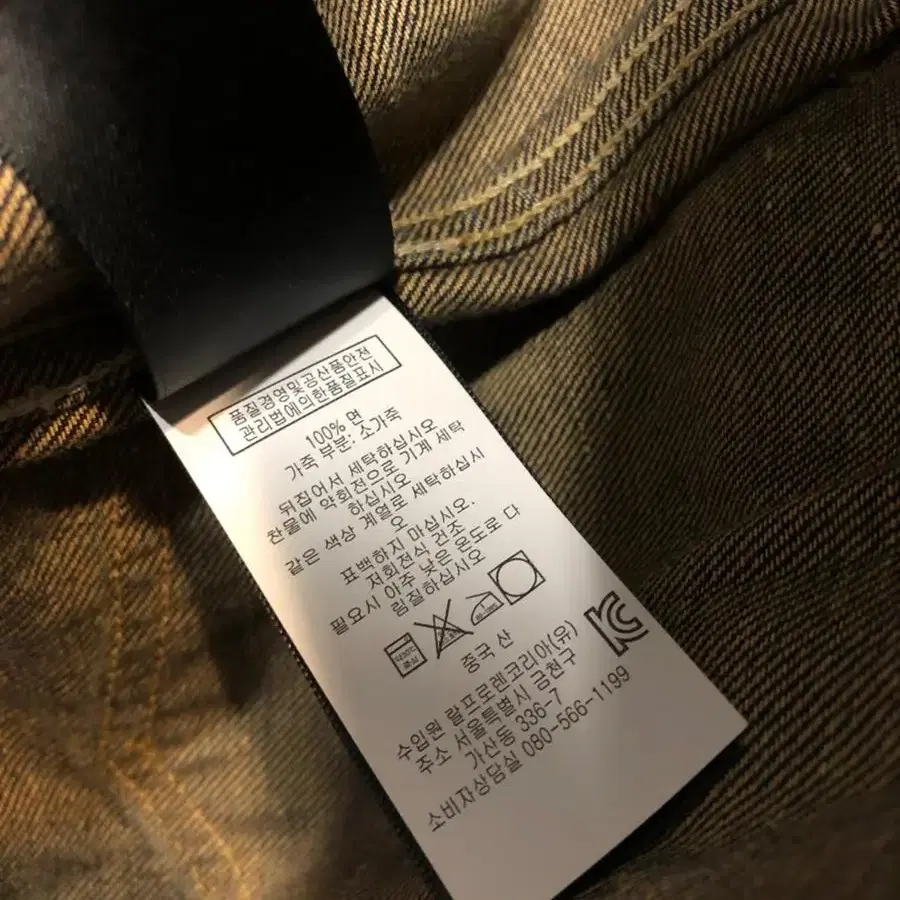 품질경영및공산품안전
관리법에의한품질표시
100% 면
가죽 부분: 소가죽
뒤집어서 세탁하십시오
찬물에 약회전으로 기계 세탁
하십시오
같은 색상 계열로 세탁하십시
오
표백하지 마십시오.
저회전식 건조
필요시 아주 낮은 온도로 다
림질하십시오
중국 산
수입원 랄프로렌코리아(유)
주소 서울특별시 금천구
가산동 336-7
소비자상담실 080-566-1199